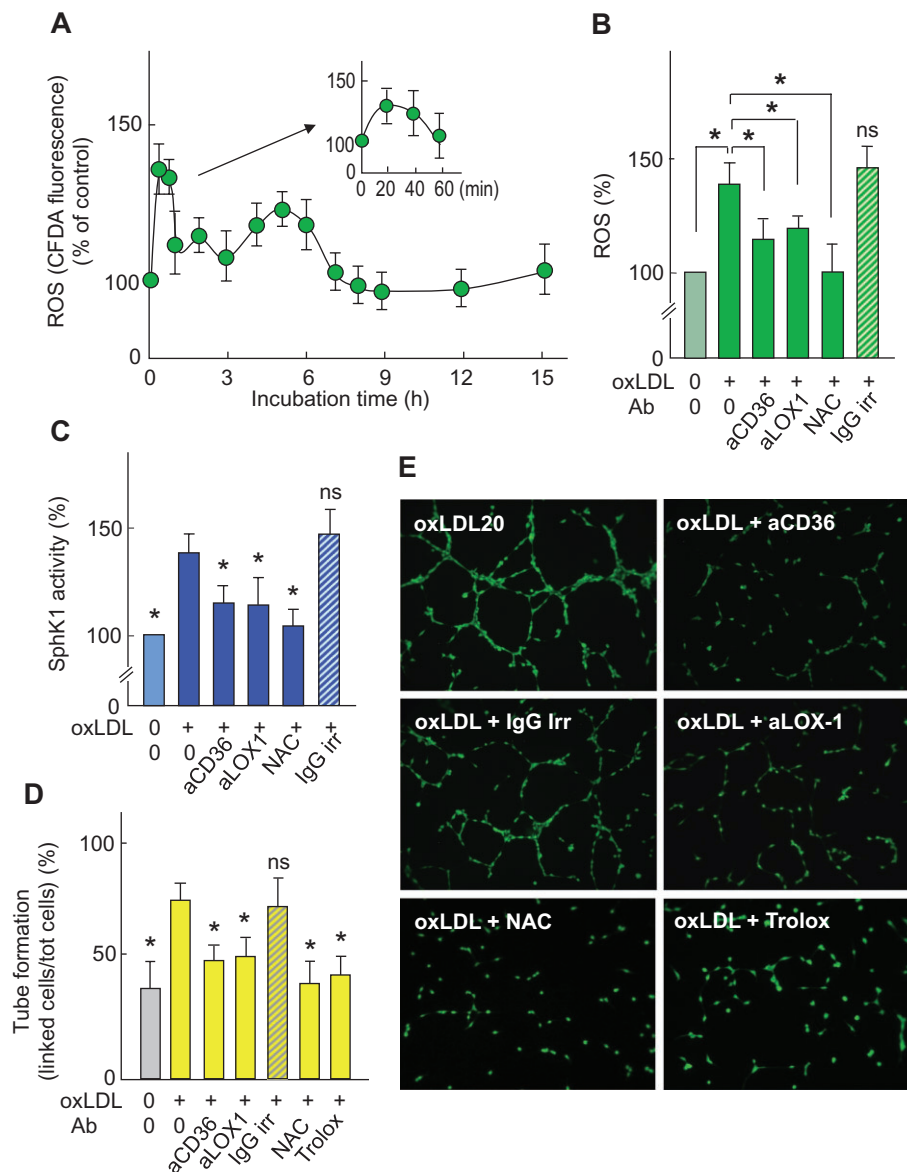 A
ROS (CFDA fluorescence)
(% of control)
150
100
0
0 3 6 9 12 15
Incubation time (h)
150
100
0
0 20 40 60 (min)
B
ROS (%)
150
100
0
* * * *
ns
oxLDL 0 + + + + +
Ab 0 0 aCD36 aLOX1 NAC IgG irr
C
SphK1 activity (%)
150
100
0
* * * * ns
oxLDL 0 + + + + +
0 0 aCD36 aLOX1 NAC IgG irr
D
Tube formation
(linked cells/tot cells) (%)
100
50
0
* * * ns * *
oxLDL 0 + + + + + +
Ab 0 0 aCD36 aLOX1 IgG irr NAC Trolox
E
oxLDL20
oxLDL + aCD36
oxLDL + IgG Irr
oxLDL + aLOX-1
oxLDL + NAC
oxLDL + Trolox